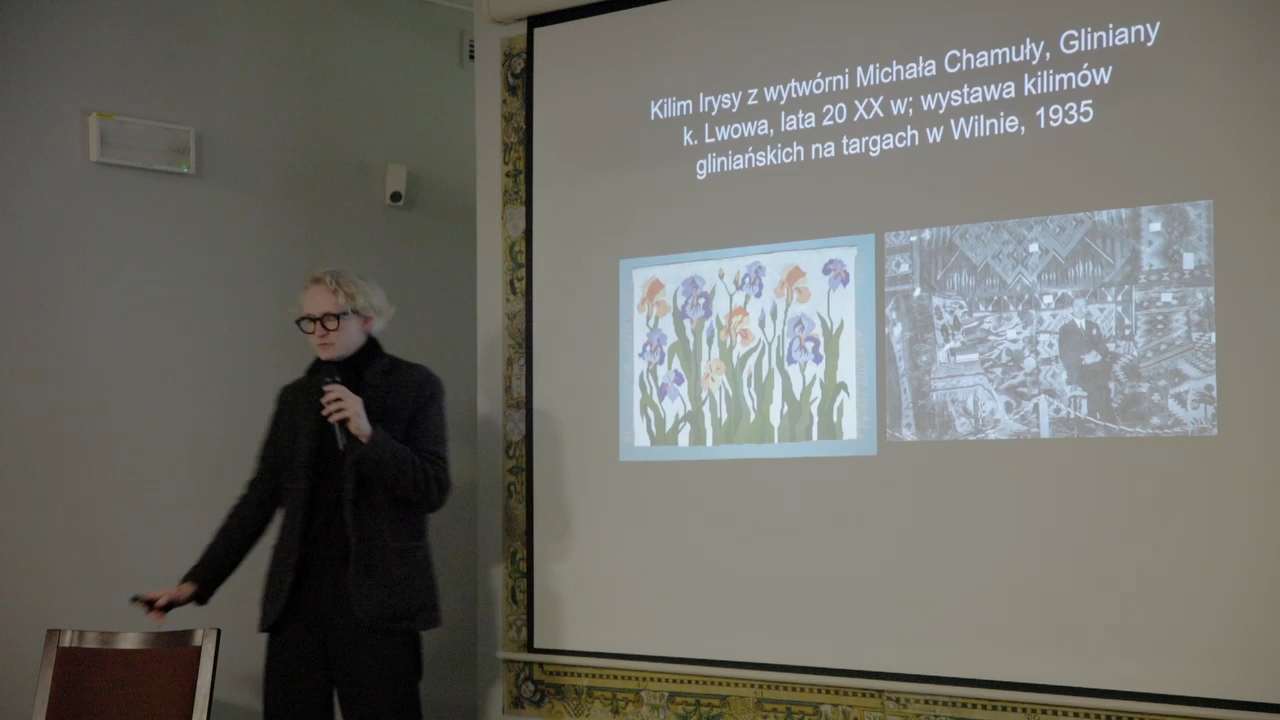 Kilim Irysy z wytwórni Michała Chamuły, Gliniany
k. Lwowa, lata 20 XX w; wystawa kilimów
gliniańskich na targach w Wilnie, 1935